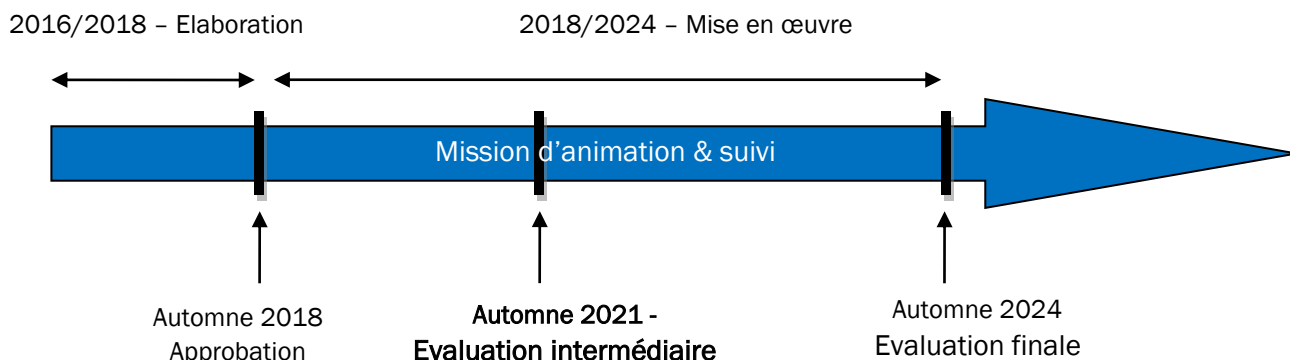 2016/2018 – Elaboration
2018/2024 – Mise en œuvre
Mission d’animation & suivi
Automne 2018
Approbation
Automne 2021 -
Evaluation intermédiaire
Automne 2024
Evaluation finale